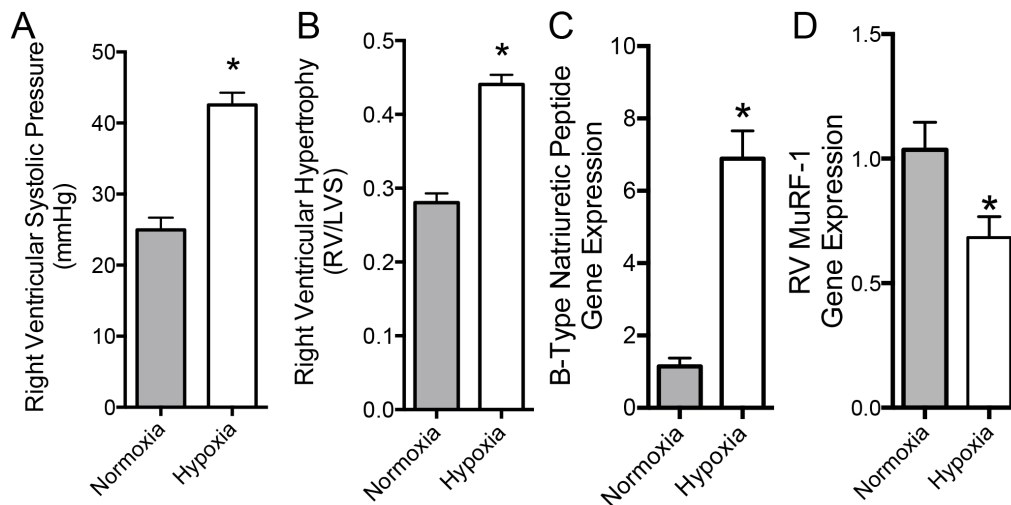 A
Right Ventricular Systolic Pressure
(mmHg)
50
40
30
20
10
0
Normoxia
Hypoxia
*
B
Right Ventricular Hypertrophy
(RV/LVS)
0.5
0.4
0.3
0.2
0.1
0.0
Normoxia
Hypoxia
*
C
B-Type Natriuretic Peptide
Gene Expression
10
8
6
4
2
0
Normoxia
Hypoxia
*
D
RV MuRF-1
Gene Expression
1.5
1.0
0.5
0.0
Normoxia
Hypoxia
*